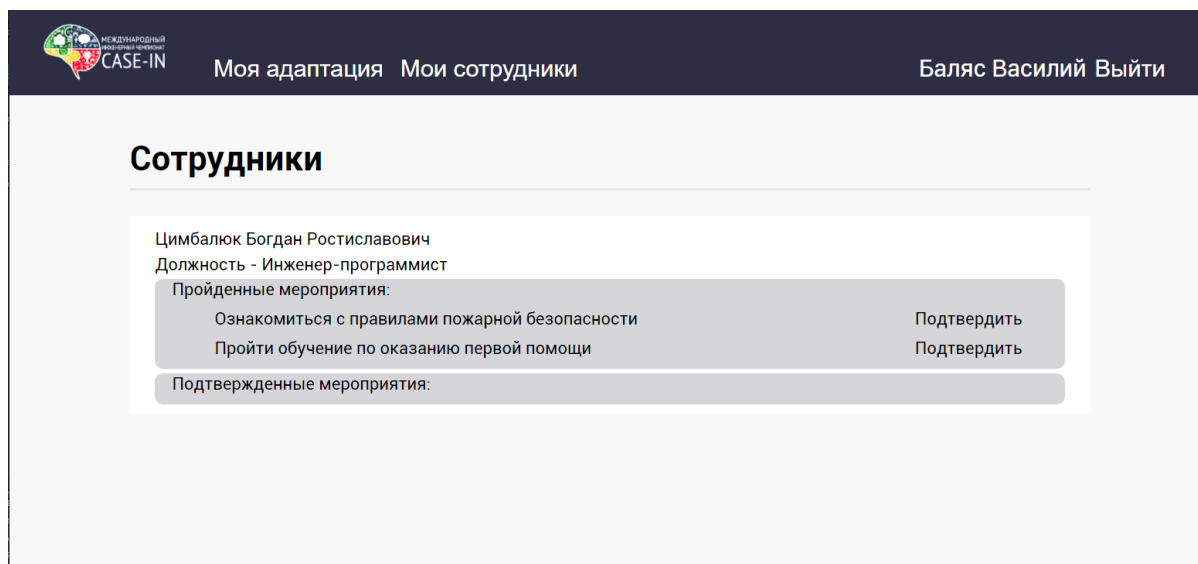 МЕЖДУНАРОДНЫЙ
ИНЖЕНЕРНЫЙ ЧЕМПИОНАТ
CASE-IN
Моя адаптация Мои сотрудники Баляс Василий Выйти
Сотрудники
Цимбалюк Богдан Ростиславович
Должность - Инженер-программист
Пройденные мероприятия:
Ознакомиться с правилами пожарной безопасности Подтвердить
Пройти обучение по оказанию первой помощи Подтвердить
Подтвержденные мероприятия: